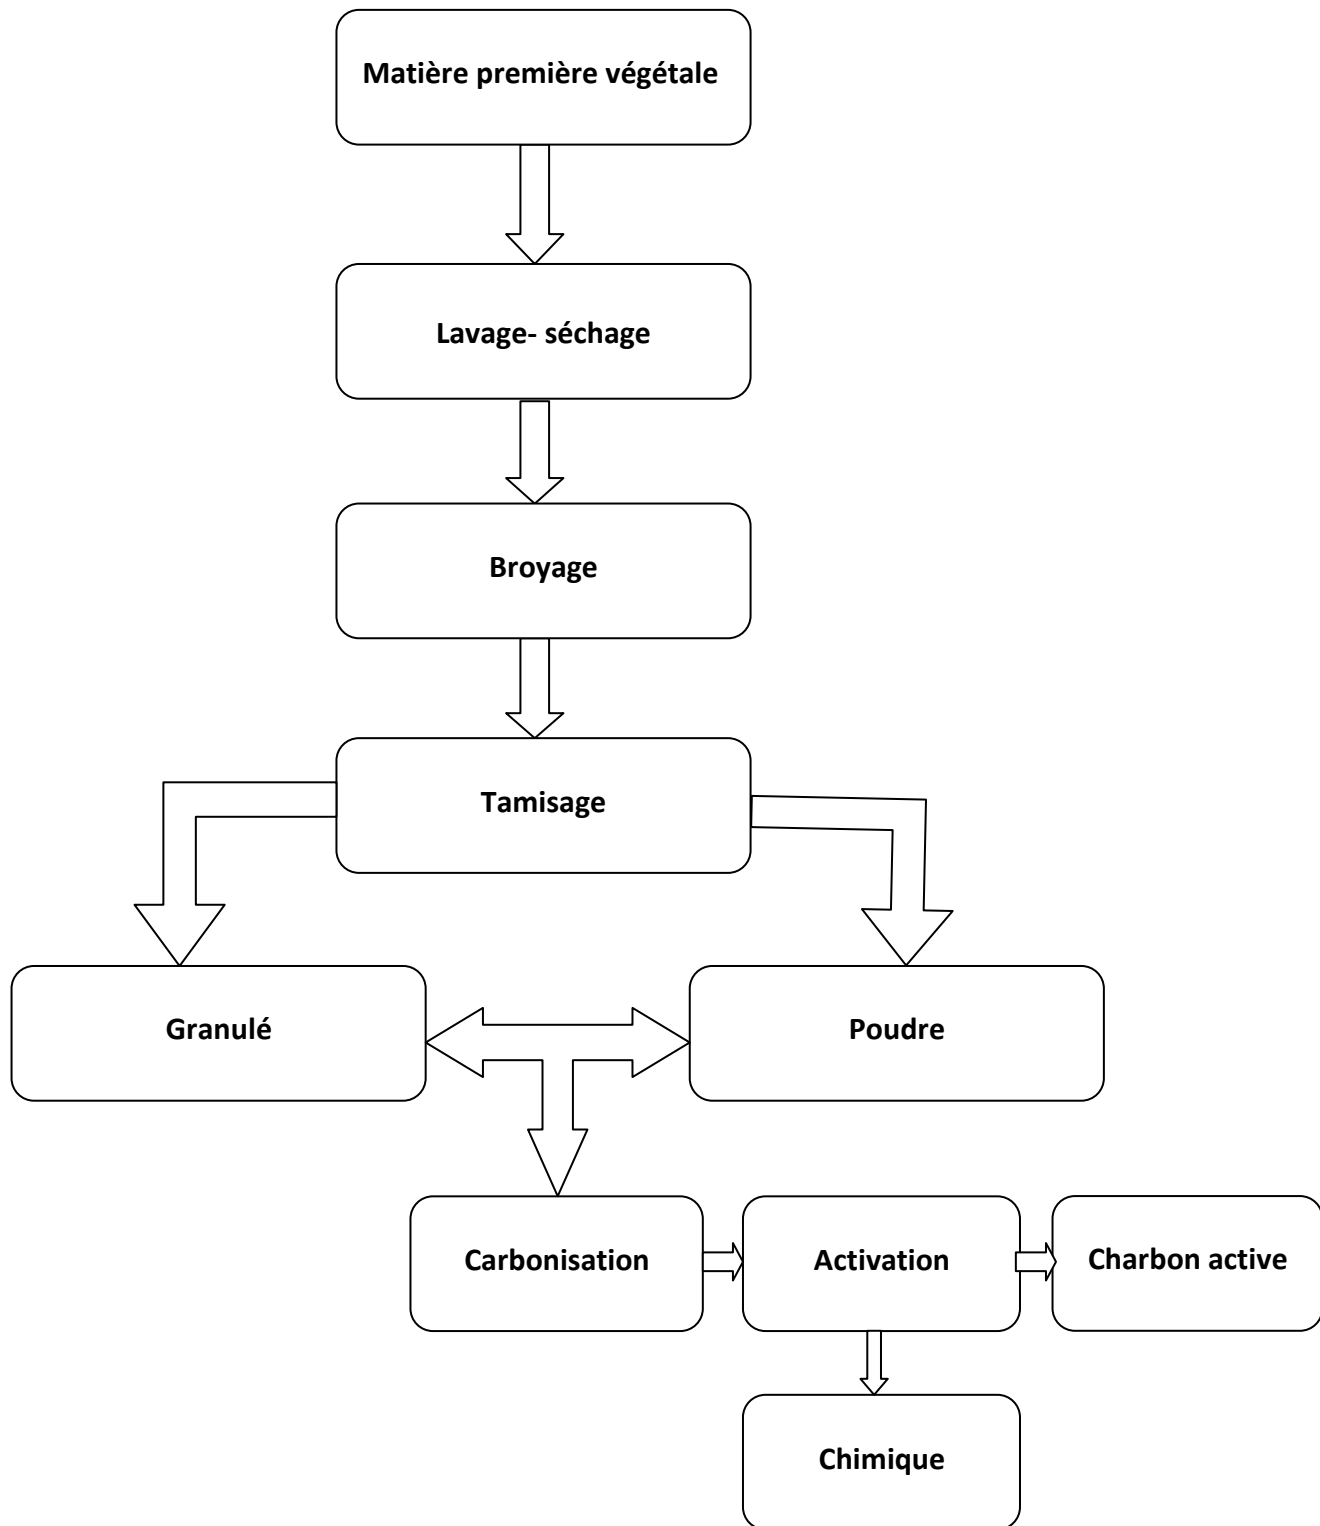 Matière première végétale
Lavage- séchage
Broyage
Tamisage
Granulé
Poudre
Carbonisation
Activation
Charbon active
Chimique